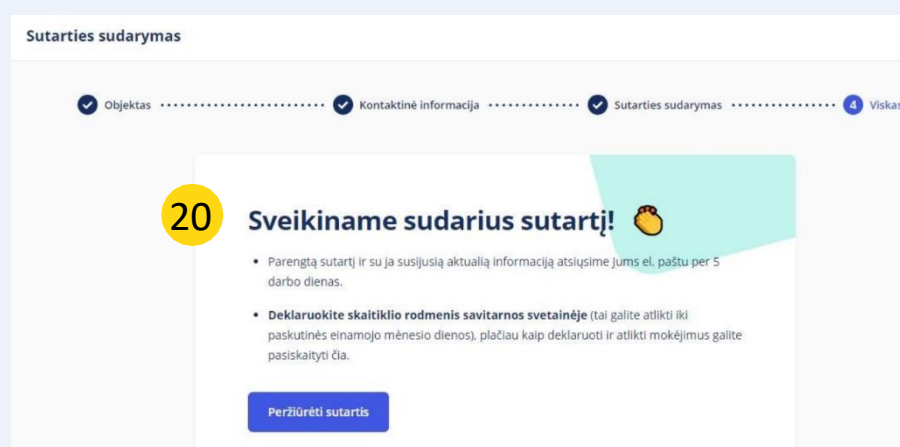 Sutarties sudarymas
Objektas
Kontaktinė informacija
Sutarties sudarymas
4 Viskas
20
Sveikiname sudarius sutartį!
• Parengtą sutartį ir su ja susijusią aktualią informaciją atsiųsime Jums el. paštu per 5
darbo dienas.
• Deklaruokite skaitiklio rodmenis savitarnos svetainėje (tai galite atlikti iki
paskutinės einamojo mėnesio dienos), plačiau kaip deklaruoti ir atlikti mokėjimus galite
pasiskaityti čia.
Peržiūrėti sutartis